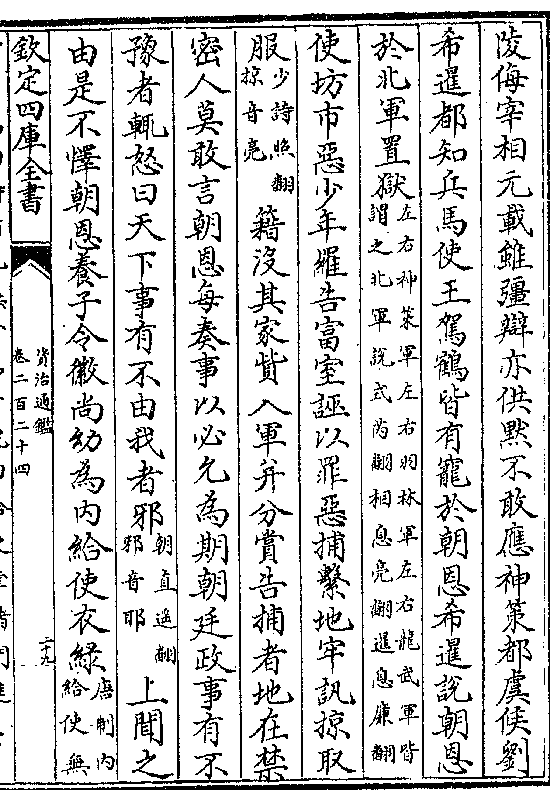 陵侮宰相元載雖彊辯亦供默不敢應神策都虞侯劉
希暹都知兵馬使王駕鶴皆有寵於朝恩希暹說朝恩
於北軍置獄左右神策軍左右羽林軍左右龍武軍皆謂之北軍說式芮翻相息亮翻暹息廉翻
使坊市惡少年羅告富室誣以罪惡捕繫地牢訊掠取
服少詩照翻掠音亮籍沒其家貲入軍并分賞告捕者地在禁
密人莫敢言朝恩每奏事以必允為期朝廷政事有不
豫者輒怒曰天下事有不由我者邪朝直遥翻邪音耶上聞之
由是不懌朝恩養子令徽尚幼為内給使衣綠唐制内給使無
欽定四庫全書
資治通鑑
卷二百二十四
二十九